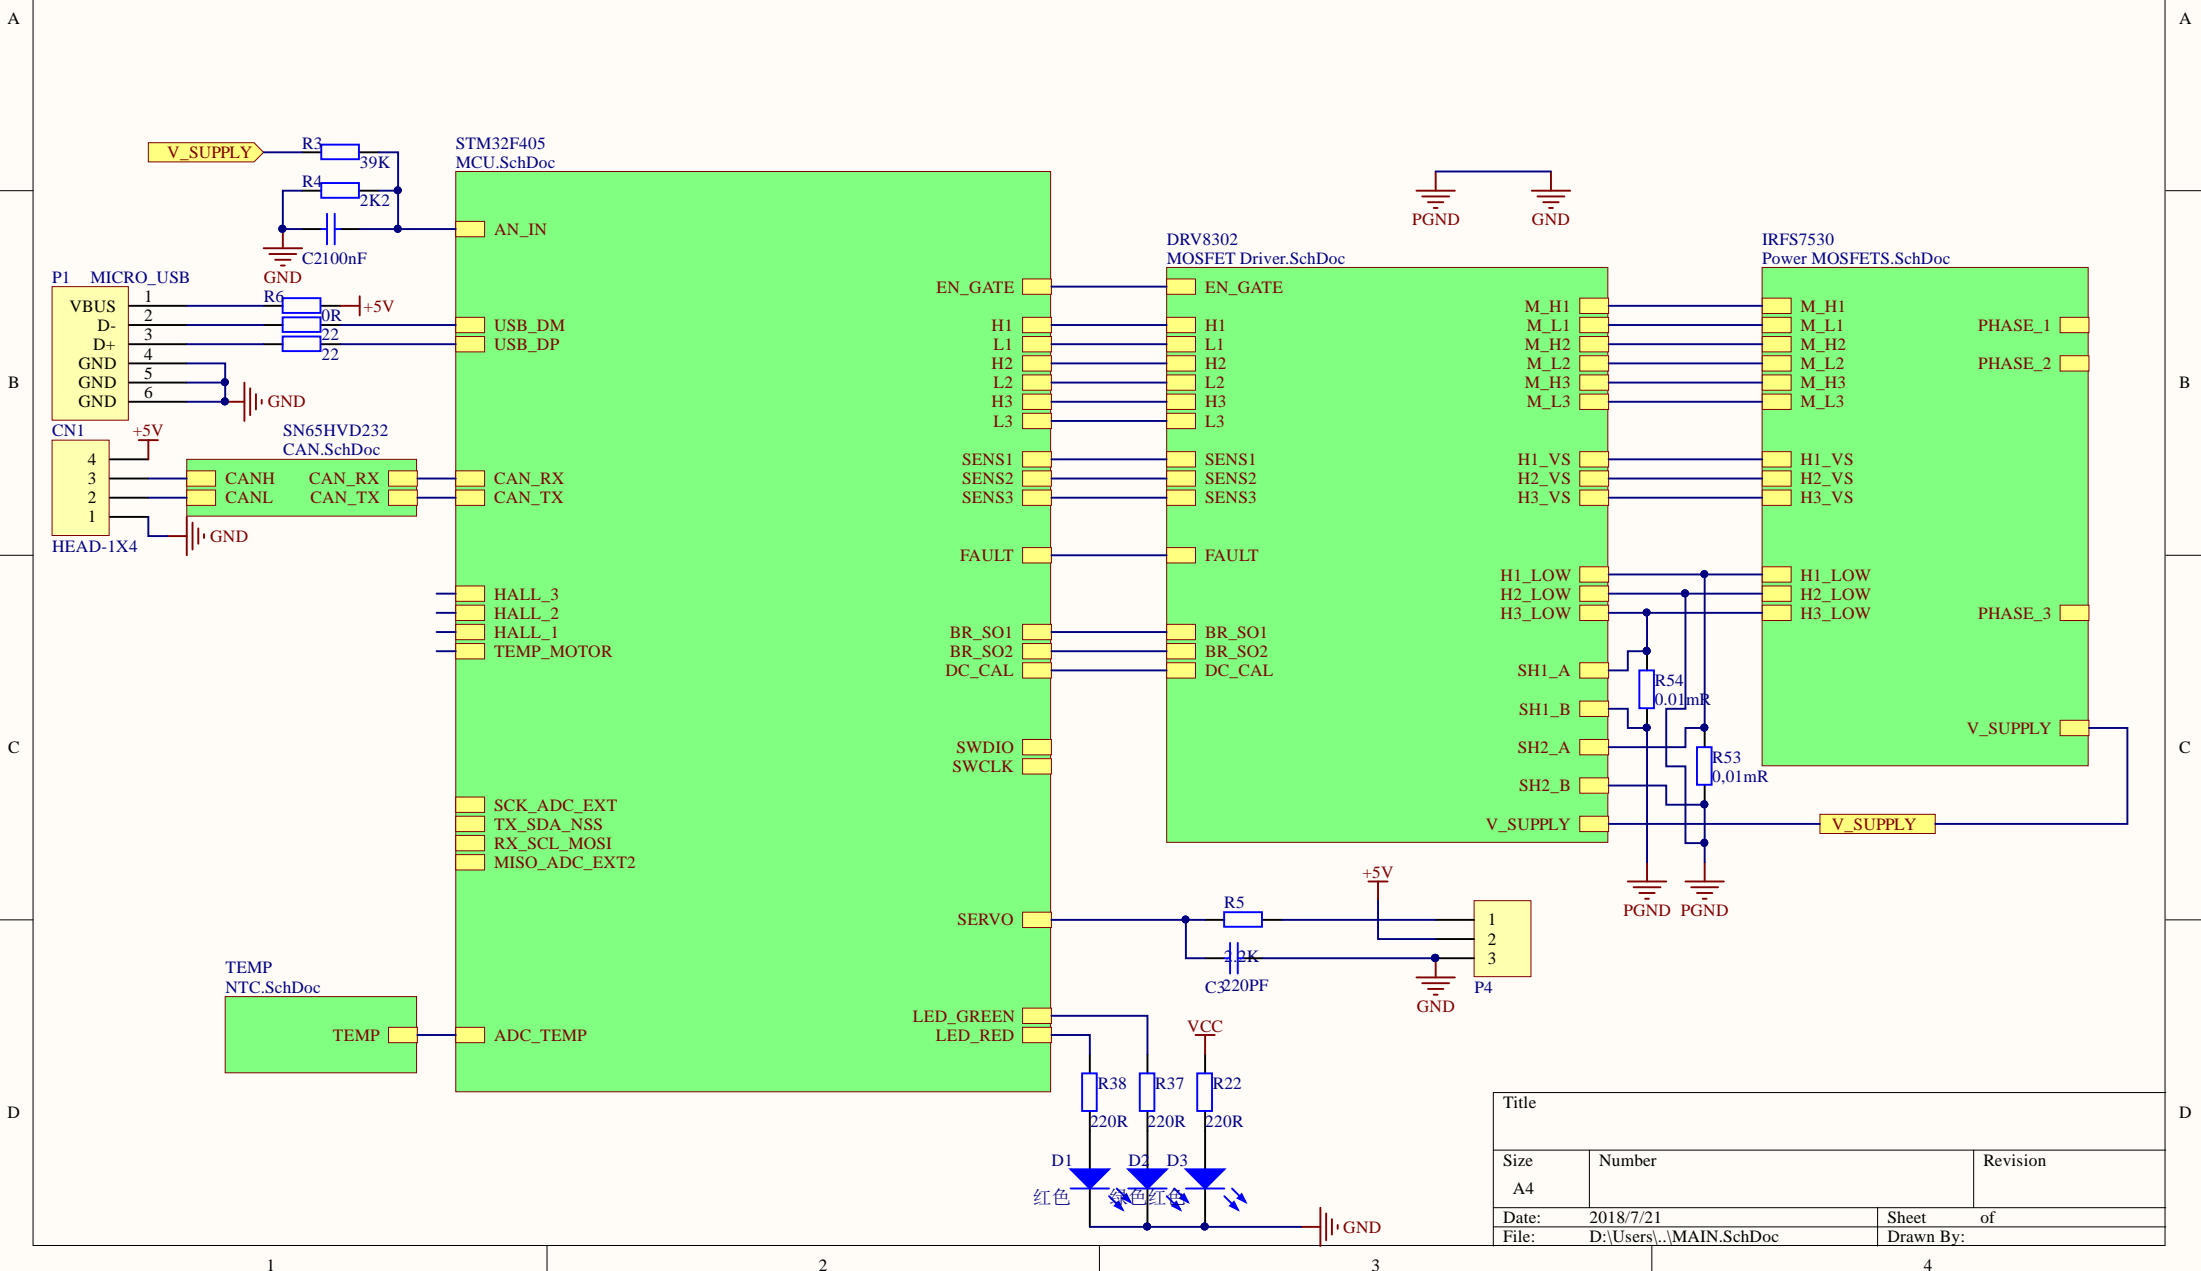 A
A
V_SUPPLY
R3
39K
R4
2K2
C2
100nF
GND
STM32F405
MCU.SchDoc
AN_IN
P1 MICRO_USB
VBUS
D-
D+
GND
GND
GND
1
2
3
4
5
6
R6
+5V
0R
22
22
GND
USB_DM
USB_DP
B
B
CN1
+5V
4
3
2
1
HEAD-1X4
SN65HVD232
CAN.SchDoc
CANH
CANL
CAN_RX
CAN_TX
GND
CAN_RX
CAN_TX
HALL_3
HALL_2
HALL_1
TEMP_MOTOR
SCK_ADC_EXT
TX_SDA_NSS
RX_SCL_MOSI
MISO_ADC_EXT2
TEMP
NTC.SchDoc
TEMP
ADC_TEMP
EN_GATE
H1
L1
H2
L2
H3
L3
SENS1
SENS2
SENS3
FAULT
BR_SO1
BR_SO2
DC_CAL
SWDIO
SWCLK
SERVO
LED_GREEN
LED_RED
DRV8302
MOSFET Driver.SchDoc
EN_GATE
H1
L1
H2
L2
H3
L3
SENS1
SENS2
SENS3
FAULT
BR_SO1
BR_SO2
DC_CAL
M_H1
M_L1
M_H2
M_L2
M_H3
M_L3
H1_VS
H2_VS
H3_VS
H1_LOW
H2_LOW
H3_LOW
SH1_A
SH1_B
SH2_A
SH2_B
V_SUPPLY
PGND
GND
IRFS7530
Power MOSFETS.SchDoc
M_H1
M_L1
M_H2
M_L2
M_H3
M_L3
H1_VS
H2_VS
H3_VS
H1_LOW
H2_LOW
H3_LOW
PHASE_1
PHASE_2
PHASE_3
V_SUPPLY
R54
0.01mR
R53
0,01mR
V_SUPPLY
PGND
PGND
C
C
+5V
R5
2.2K
C3
220PF
GND
1
2
3
P4
VCC
R38
220R
R37
220R
R22
220R
D1
D2
D3
红色
绿色
红色
GND
D
D
Title
Size
A4
Number
Revision
Date:
2018/7/21
Sheet of
File:
D:\Users\..\MAIN.SchDoc
Drawn By:
1
2
3
4